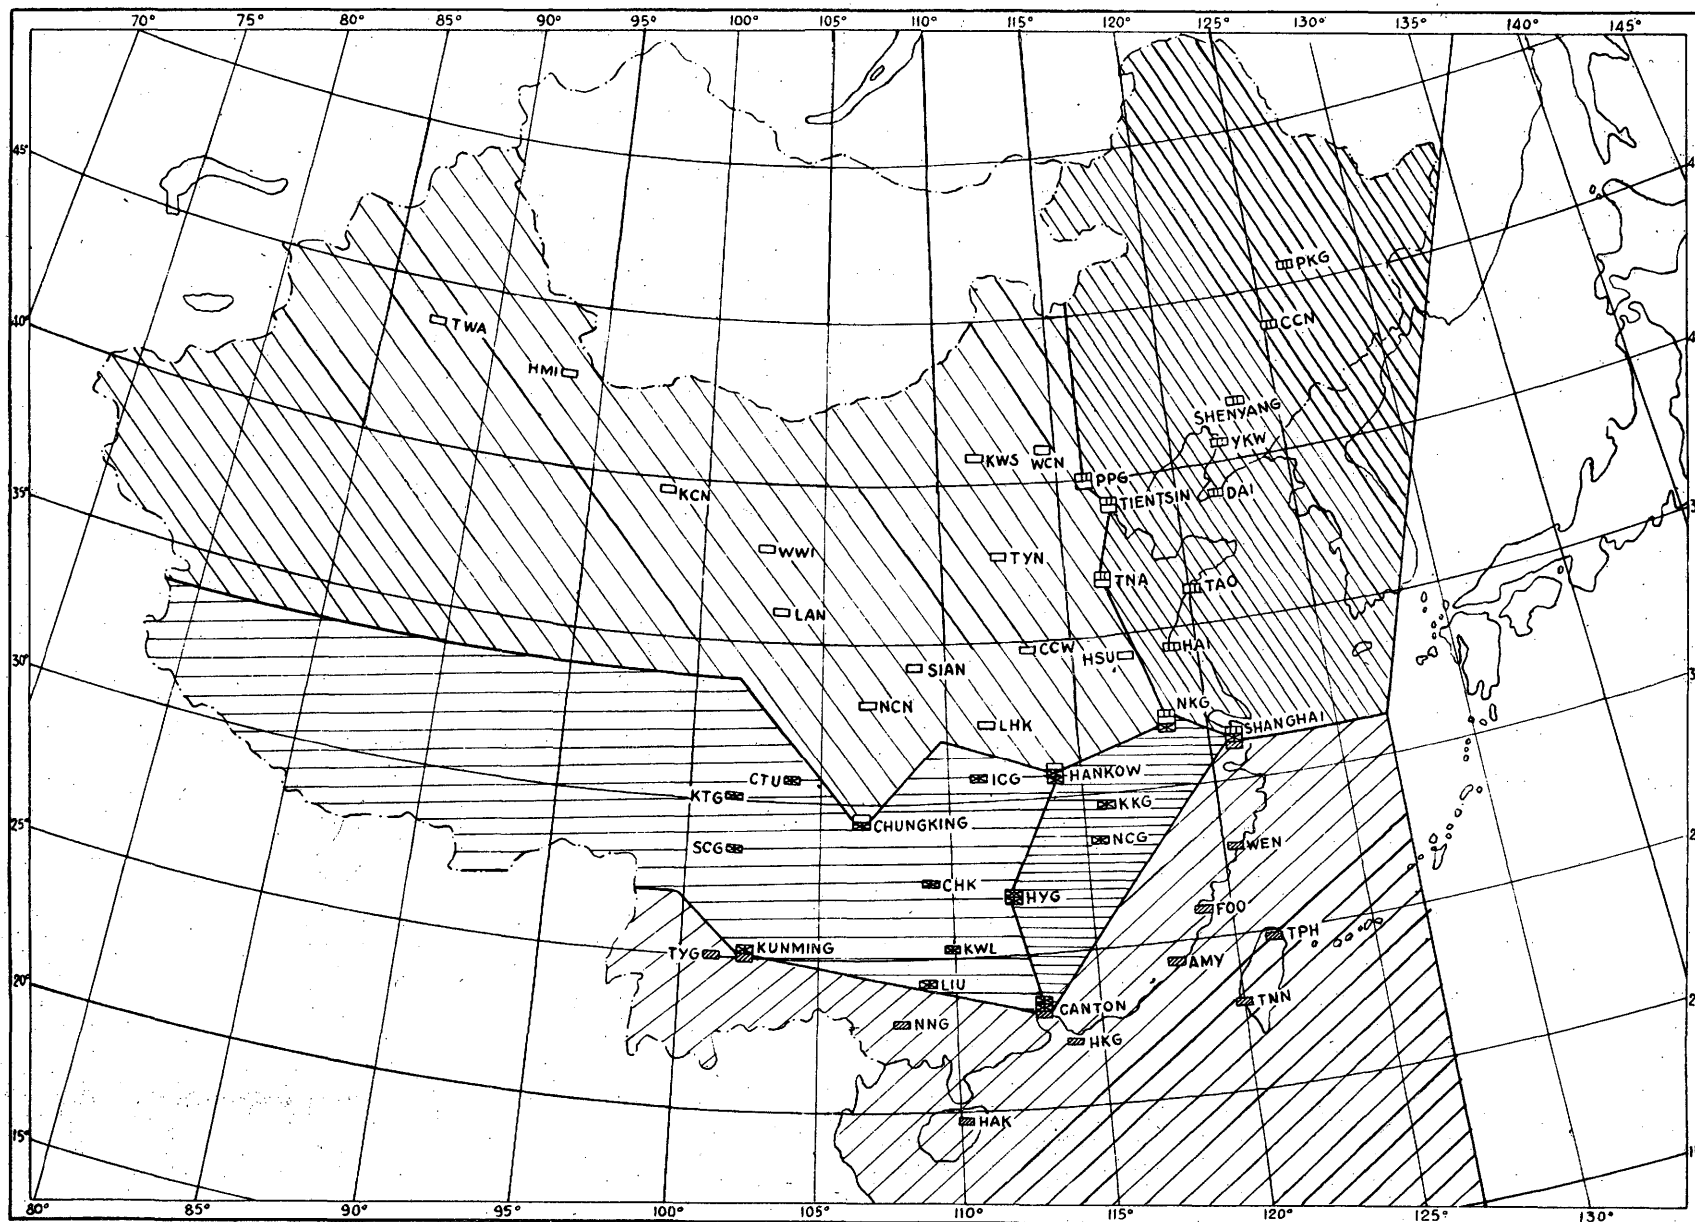 70° 75° 80° 85° 90° 95° 100° 105° 110° 115° 120° 125° 130° 135° 140° 145°
45°
PKG
TWA
40°
CCN
HMI
SHENYANG
YKW
KWS
WCN
PPG
KCN
DAI
35°
TIENTSIN
WWI
TYN
TNA
TAO
LAN
CCW
HSU
HAI
30°
SIAN
NCN
NKG
LHK
SHANGHAI
CTU
ICG
HANKOW
KTG
KKG
25°
CHUNGKING
SCG
NCG
WEN
CHK
HYG
FOO
TPH
KUNMING
TYG
KWL
AMY
20°
LIU
TNN
CANTON
NNG
HKG
HAK
15°
80° 85° 90° 95° 100° 105° 110° 115° 120° 125° 130°